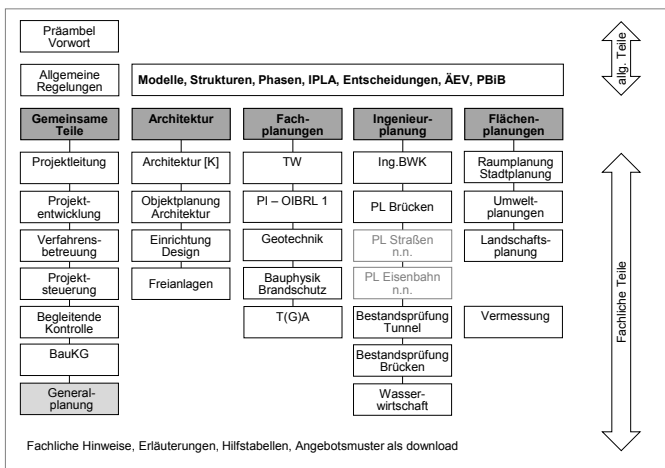 Präambel
Vorwort
allg. Teile
Allgemeine
Regelungen
Modelle, Strukturen, Phasen, IPLA, Entscheidungen, ÄEV, PBiB
Gemeinsame
Teile
Architektur
Fach-
planungen
Ingenieur-
planung
Flächen-
planungen
Projektleitung
Architektur [K]
TW
Ing.BWK
Raumplanung
Stadtplanung
Projekt-
entwicklung
Objektplanung
Architektur
PI – OIBRL 1
PL Brücken
Umwelt-
planungen
Verfahrens-
betreuung
Einrichtung
Design
Geotechnik
PL Straßen
n.n.
Landschafts-
planung
Projekt-
steuerung
Freianlagen
Bauphysik
Brandschutz
PL Eisenbahn
n.n.
Begleitende
Kontrolle
T(G)A
Bestandsprüfung
Tunnel
Vermessung
BauKG
Bestandsprüfung
Brücken
General-
planung
Wasser-
wirtschaft
Fachliche Teile
Fachliche Hinweise, Erläuterungen, Hilfstabellen, Angebotsmuster als download